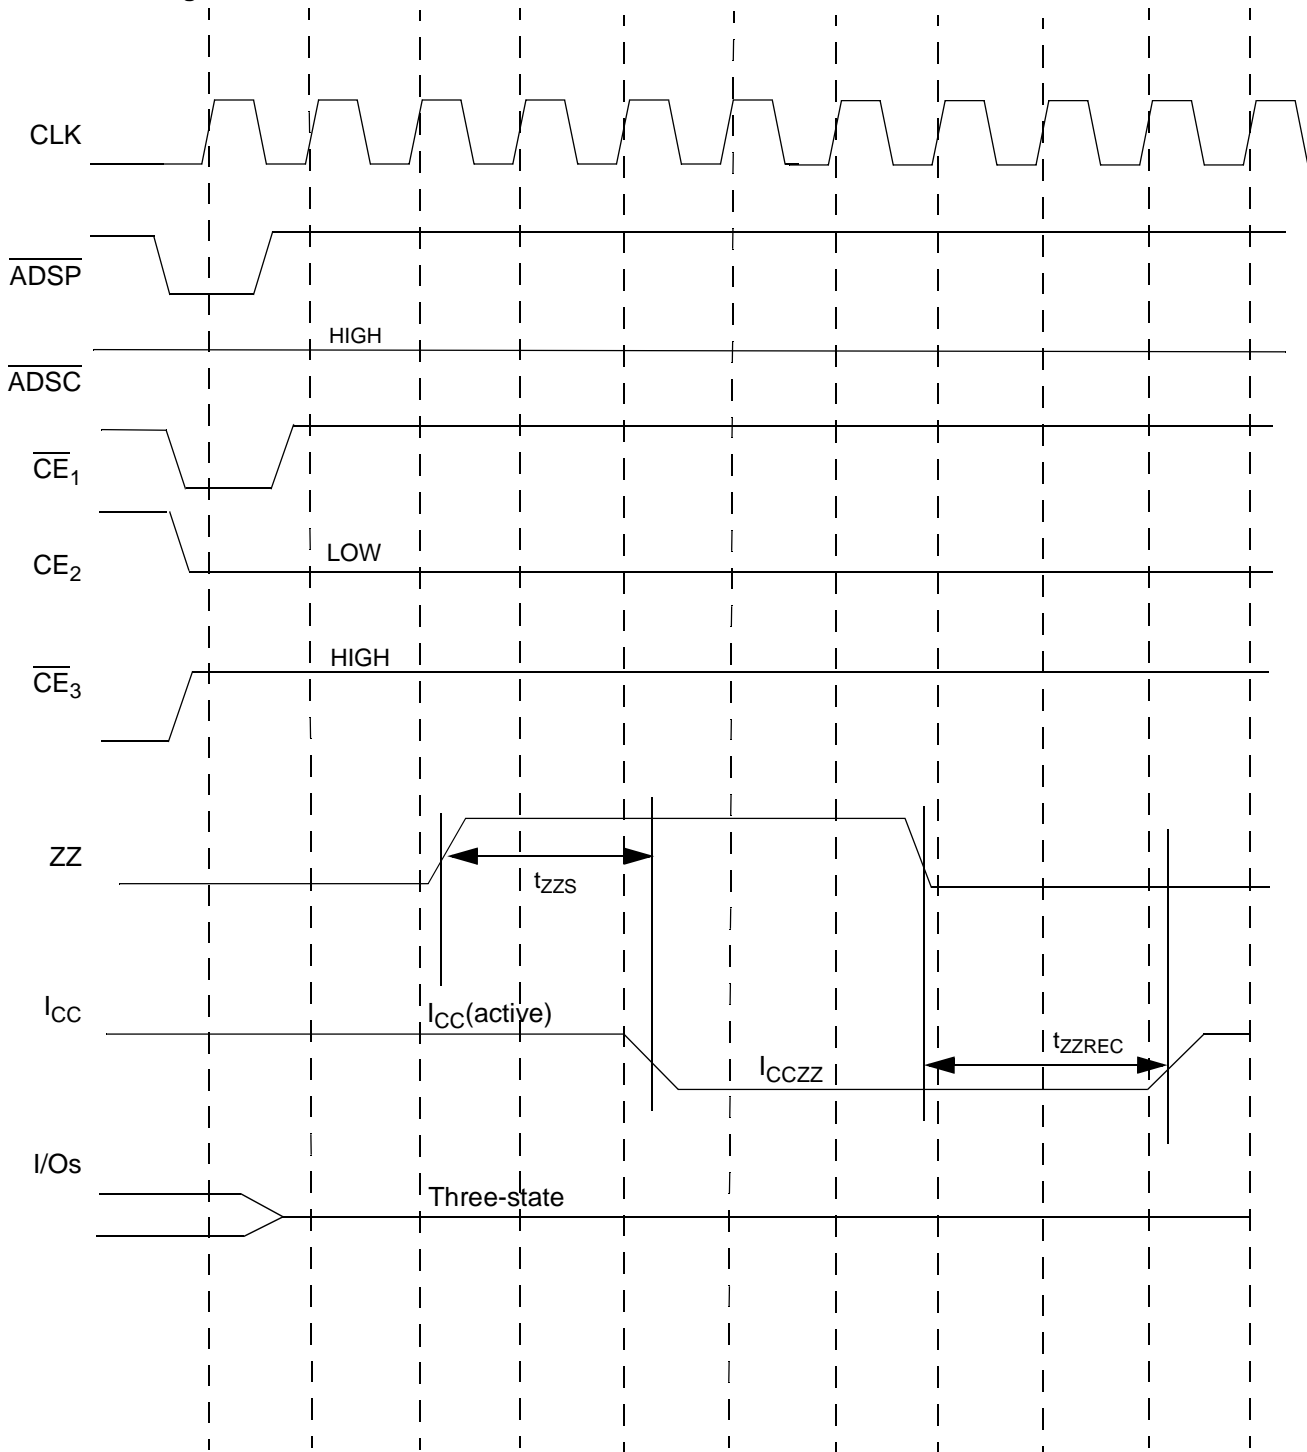 CLK
ADSP
HIGH
ADSC
CE1
LOW
CE2
HIGH
CE3
ZZ
tZZS
ICC
ICC(active)
tZZREC
ICCZZ
I/Os
Three-state